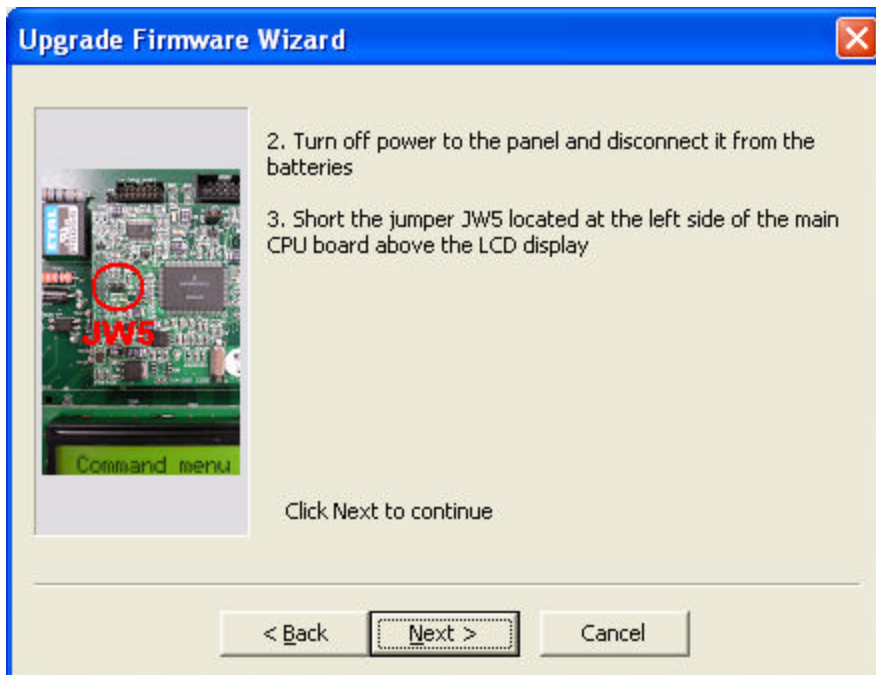 Upgrade Firmware Wizard
2. Turn off power to the panel and disconnect it from the
batteries
3. Short the jumper JW5 located at the left side of the main
CPU board above the LCD display
JW5
Command menu
Click Next to continue
< Back
Next >
Cancel